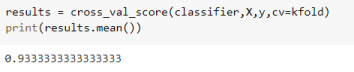 results = cross_val_score(classifier,X,y,cv=kfold)
print(results.mean())
0.9333333333333333